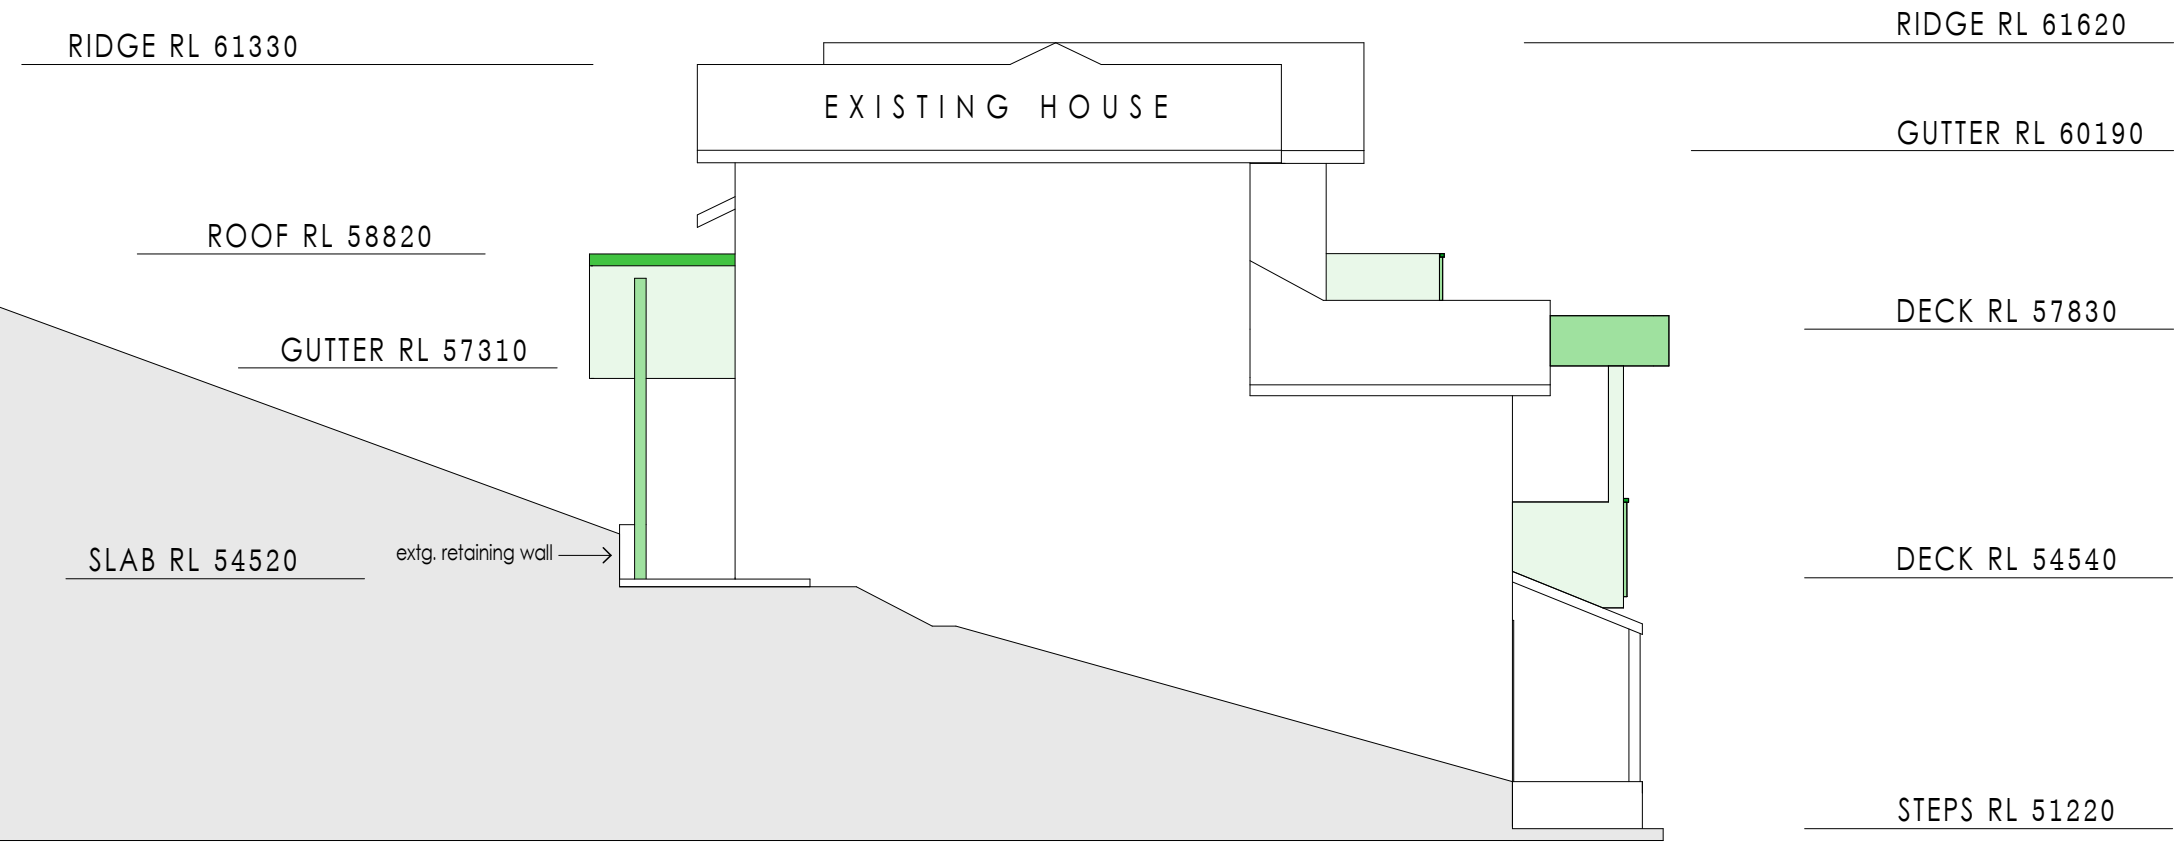 RIDGE RL 61620
RIDGE RL 61330
EXISTING HOUSE
GUTTER RL 60190
ROOF RL 58820
DECK RL 57830
GUTTER RL 57310
extg. retaining wall
SLAB RL 54520
DECK RL 54540
STEPS RL 51220